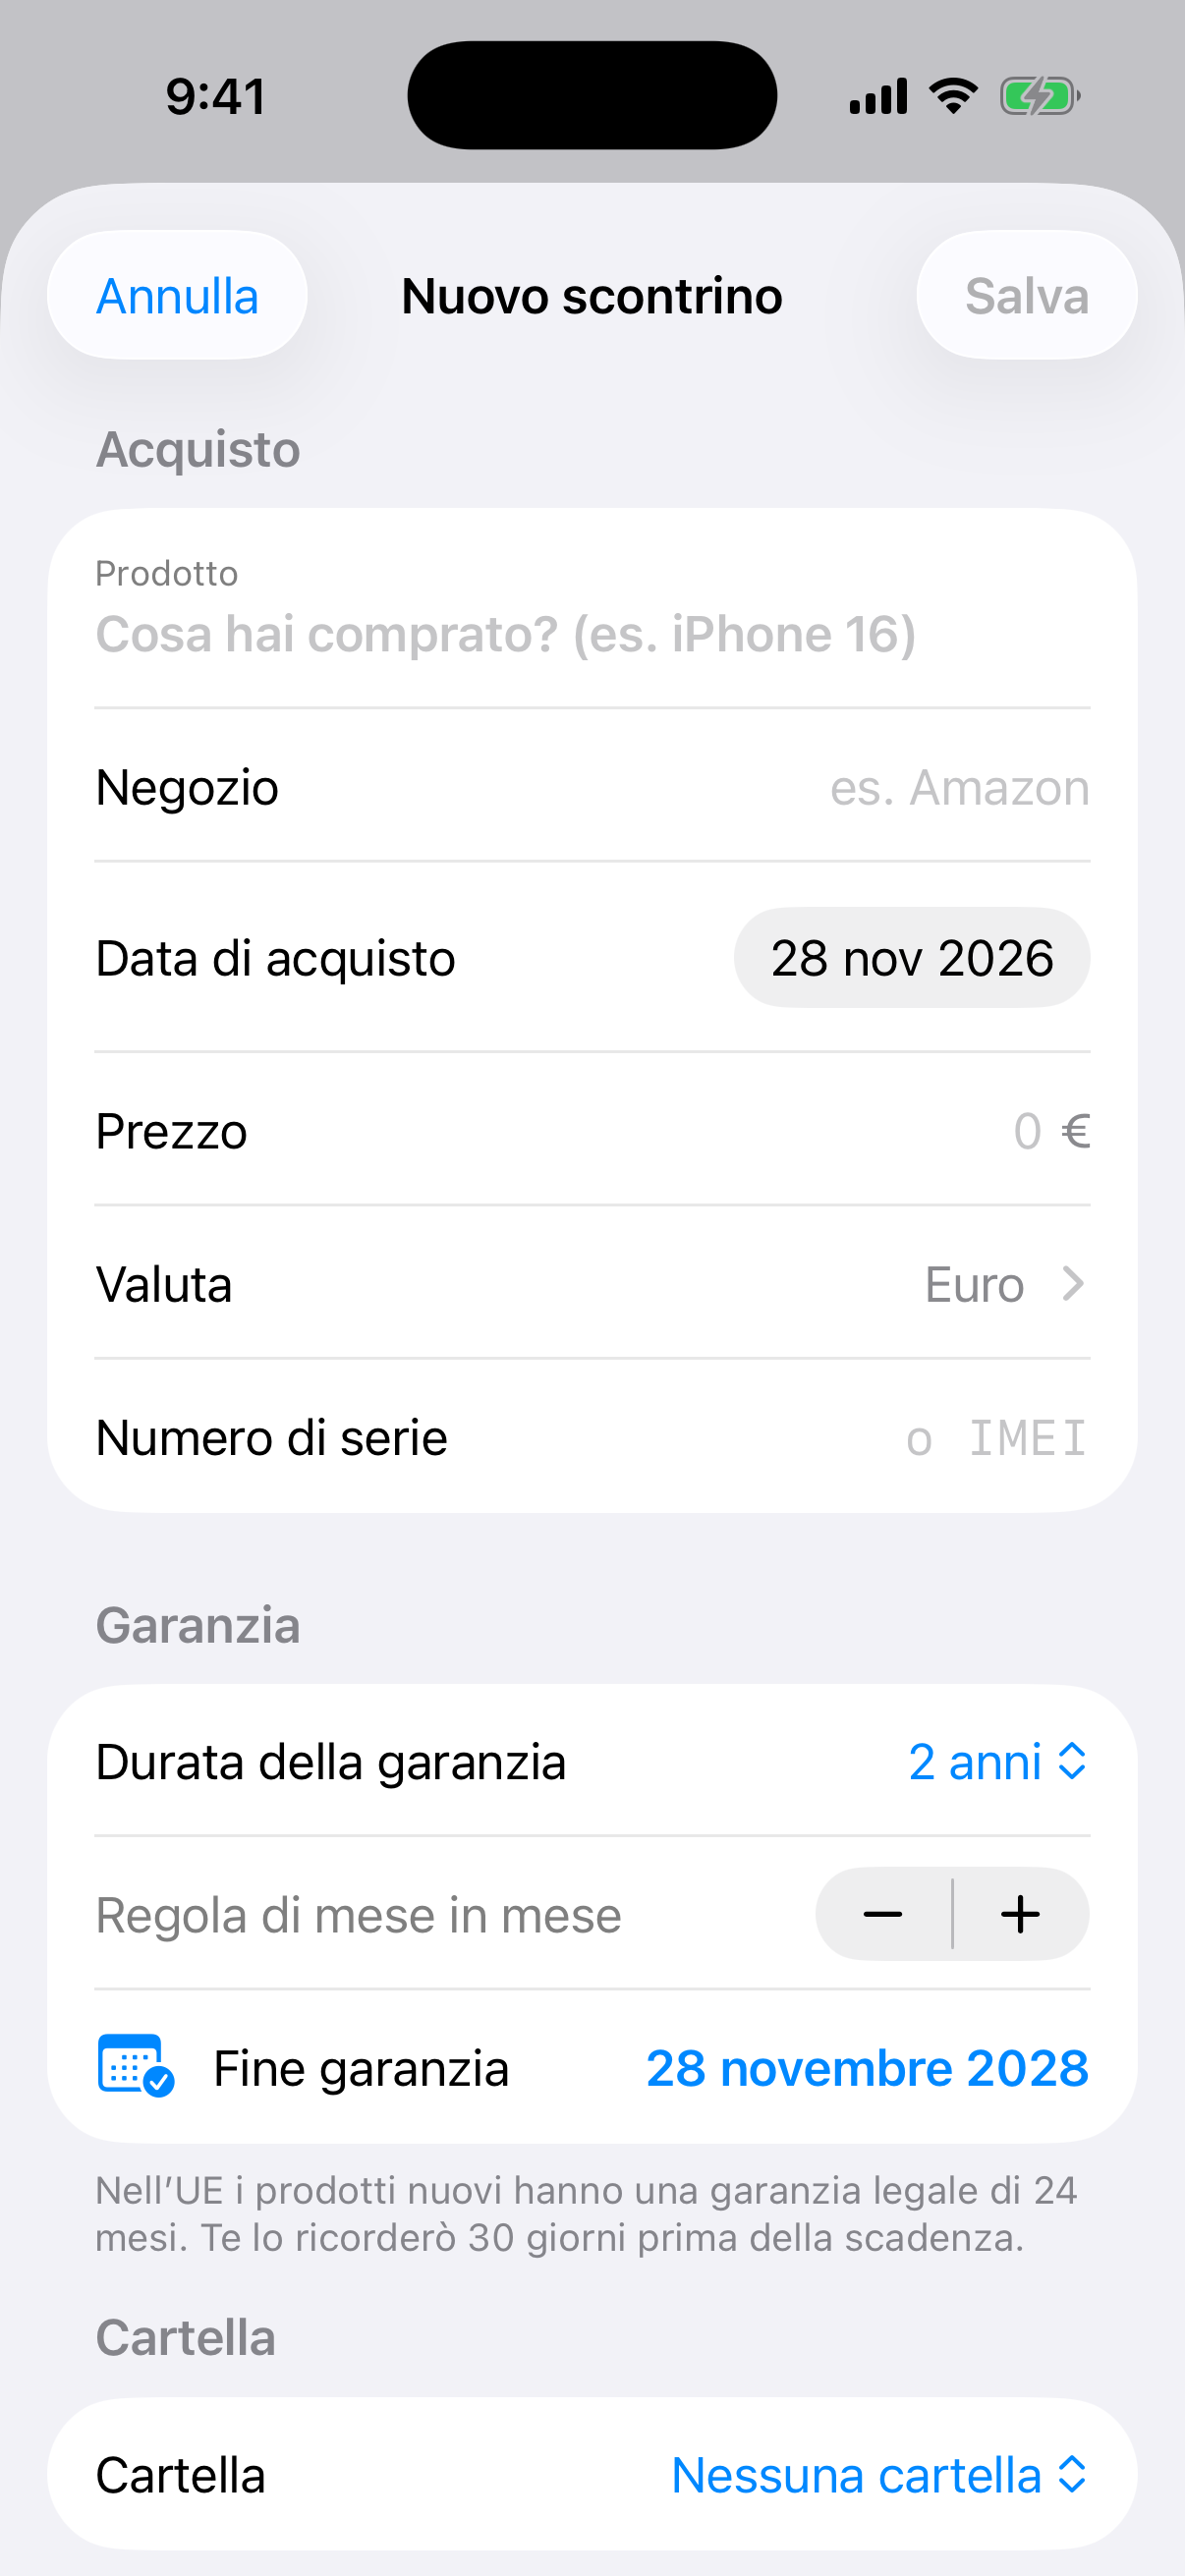 9:41
Annulla
Nuovo scontrino
Salva
Acquisto
Prodotto
Cosa hai comprato? (es. iPhone 16)
Negozio es. Amazon
Data di acquisto 28 nov 2026
Prezzo 0 €
Valuta Euro
Numero di serie o IMEI
Garanzia
Durata della garanzia 2 anni
Regola di mese in mese
Fine garanzia 28 novembre 2028
Nell’UE i prodotti nuovi hanno una garanzia legale di 24
mesi. Te lo ricorderò 30 giorni prima della scadenza.
Cartella
Cartella Nessuna cartella